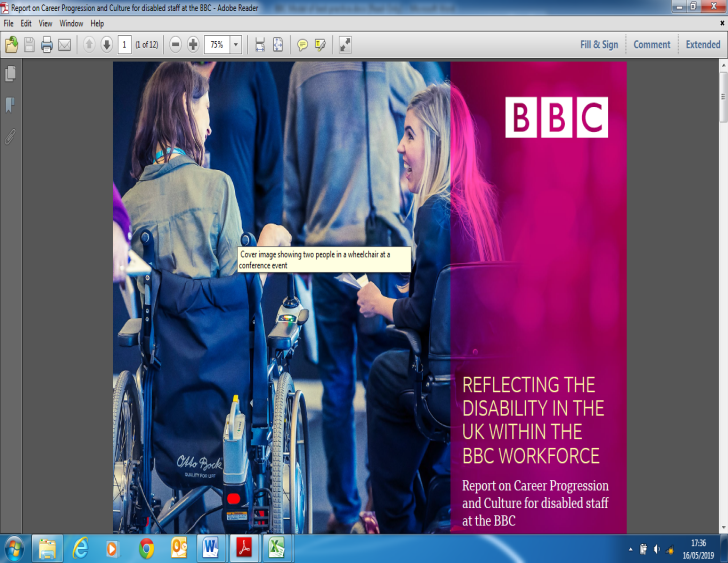 Report on Career Progression and Culture for disabled staff at the BBC - Adobe Reader
File Edit View Window Help
1 (1 of 12) 75% Fill & Sign Comment Extended
BBC
Cover image showing two people in a wheelchair at a
conference event
REFLECTING THE
DISABILITY IN THE
UK WITHIN THE
BBC WORKFORCE
Report on Career Progression
and Culture for disabled staff
at the BBC
Otto Bock
QUALITY FOR LIFE
17:36
16/05/2019